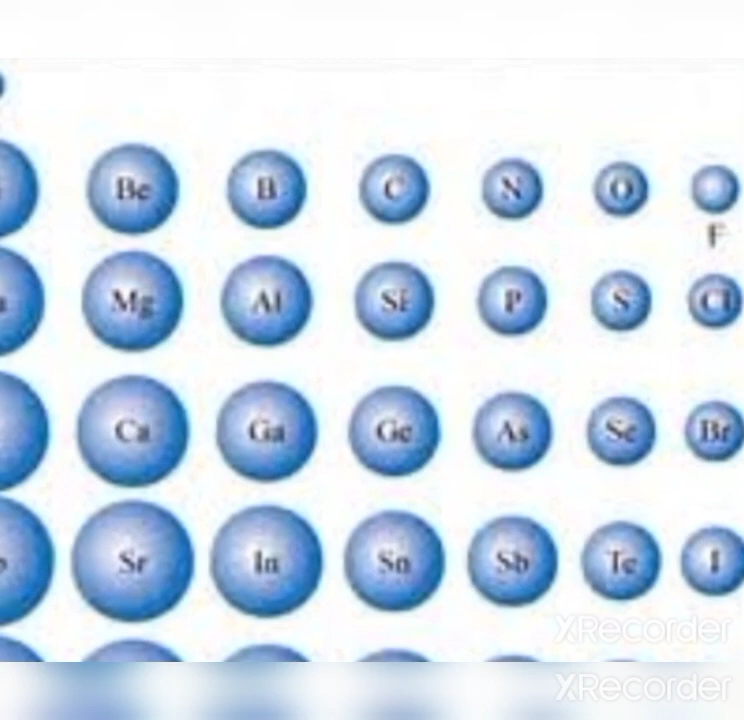 Be B C N O
F
Mg Al Si P S Cl
Ca Ga Ge As Se Br
Sr In Sn Sb Te I
XRecorder
XRecorder